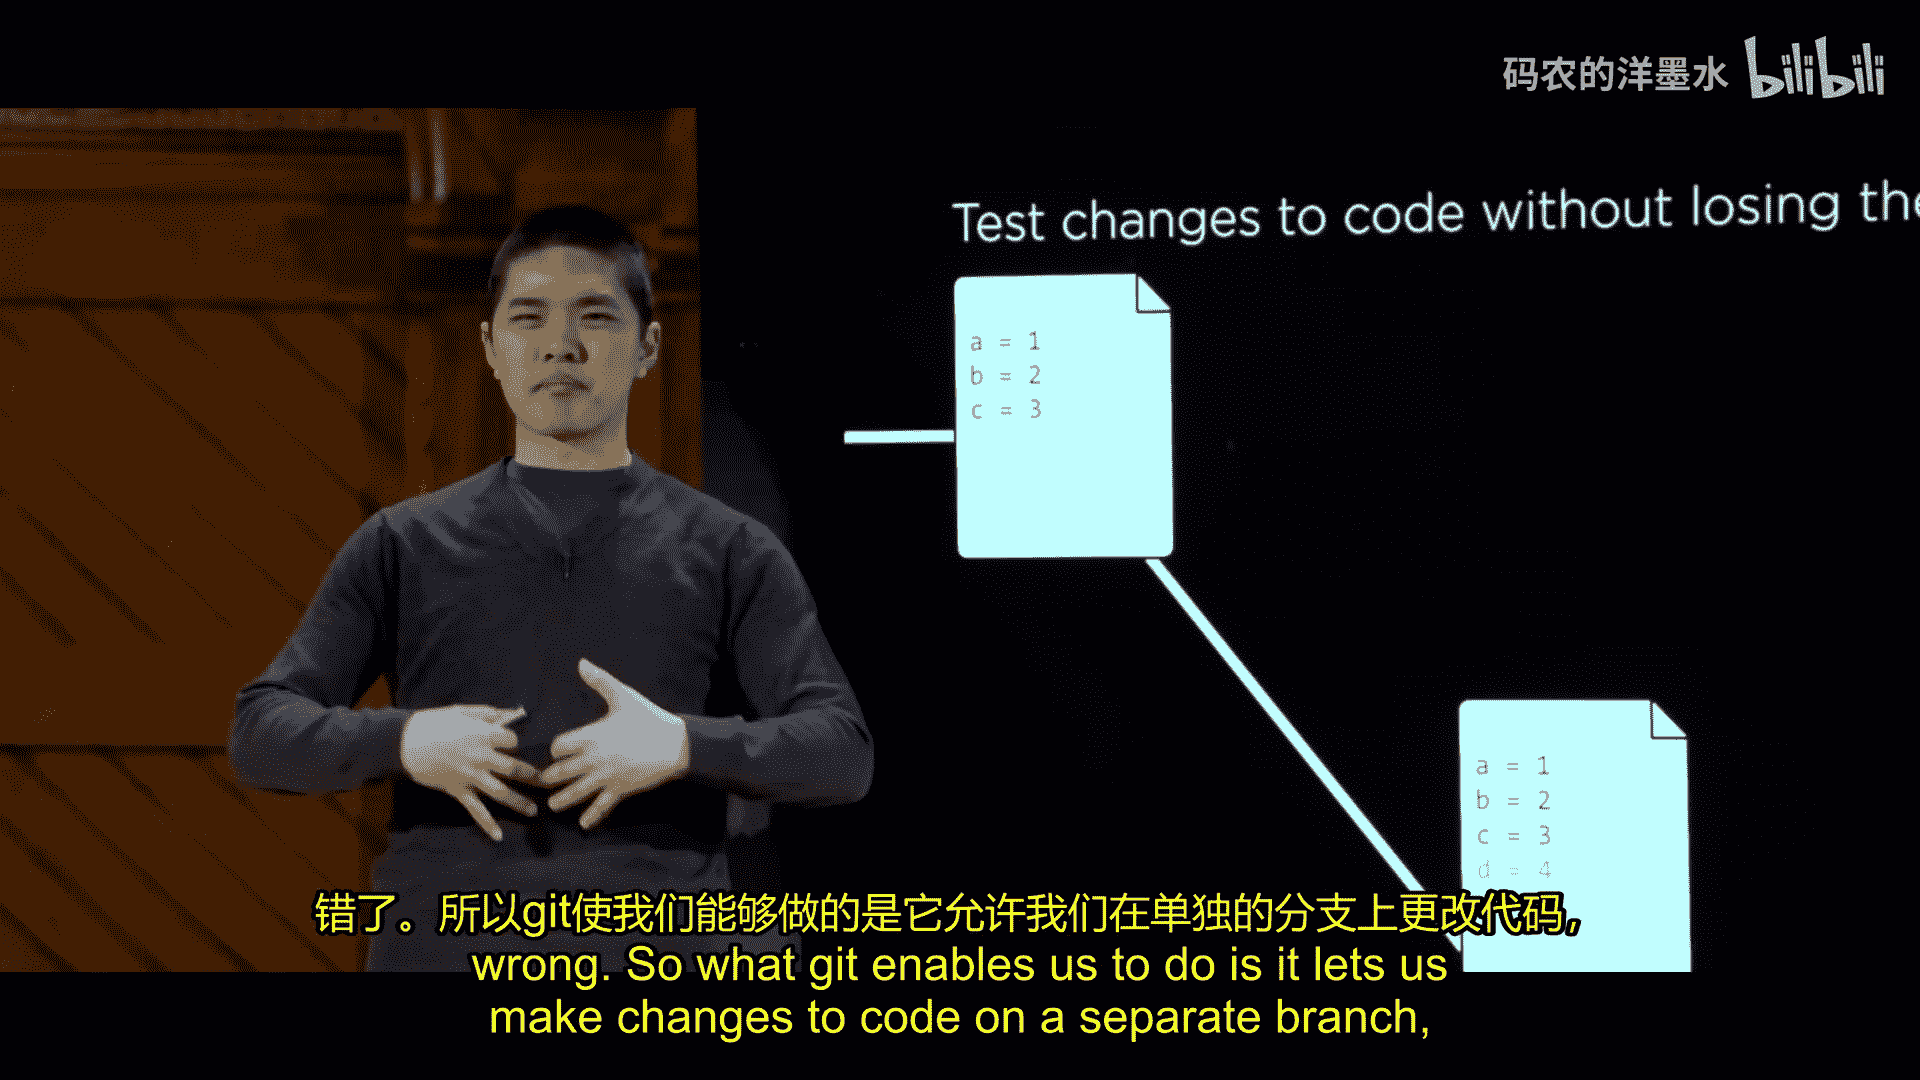 码农的洋墨水 bilibili
Test changes to code without losing the
a = 1
b = 2
c = 3
a = 1
b = 2
c = 3
d = 4
错了。所以git使我们能够做的是它允许我们在单独的分支上更改代码，
wrong. So what git enables us to do is it lets us
make changes to code on a separate branch,